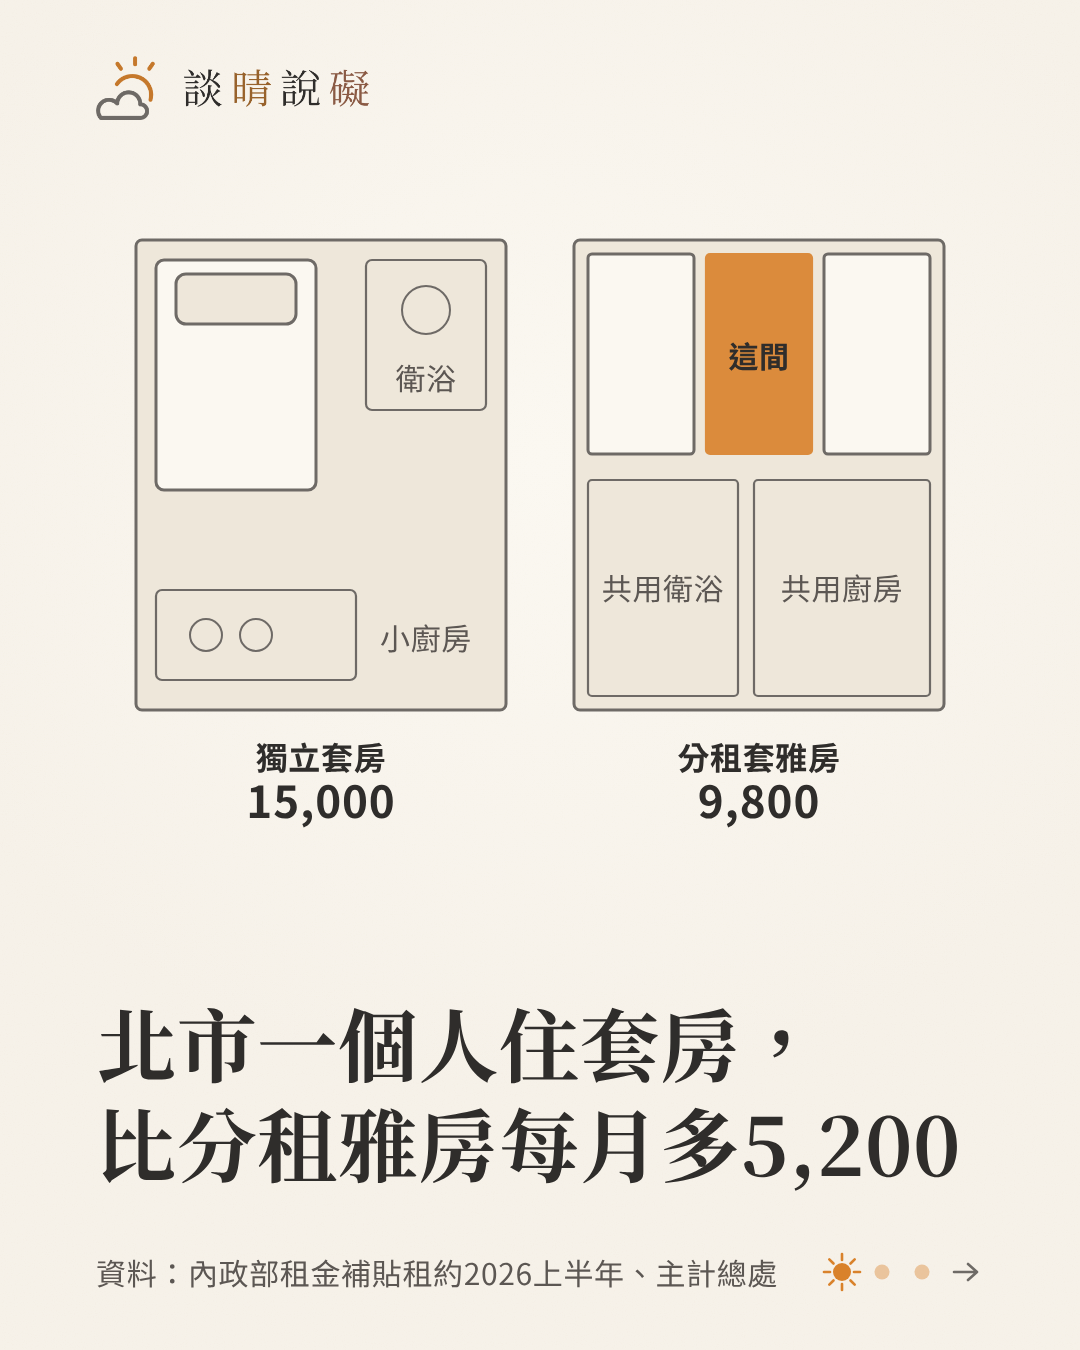 談晴說礙
衛浴
小廚房
獨立套房
15,000
這間
共用衛浴
共用廚房
分租套雅房
9,800
北市一個人住套房，
比分租雅房每月多5,200
資料：內政部租金補貼租約2026上半年、主計總處